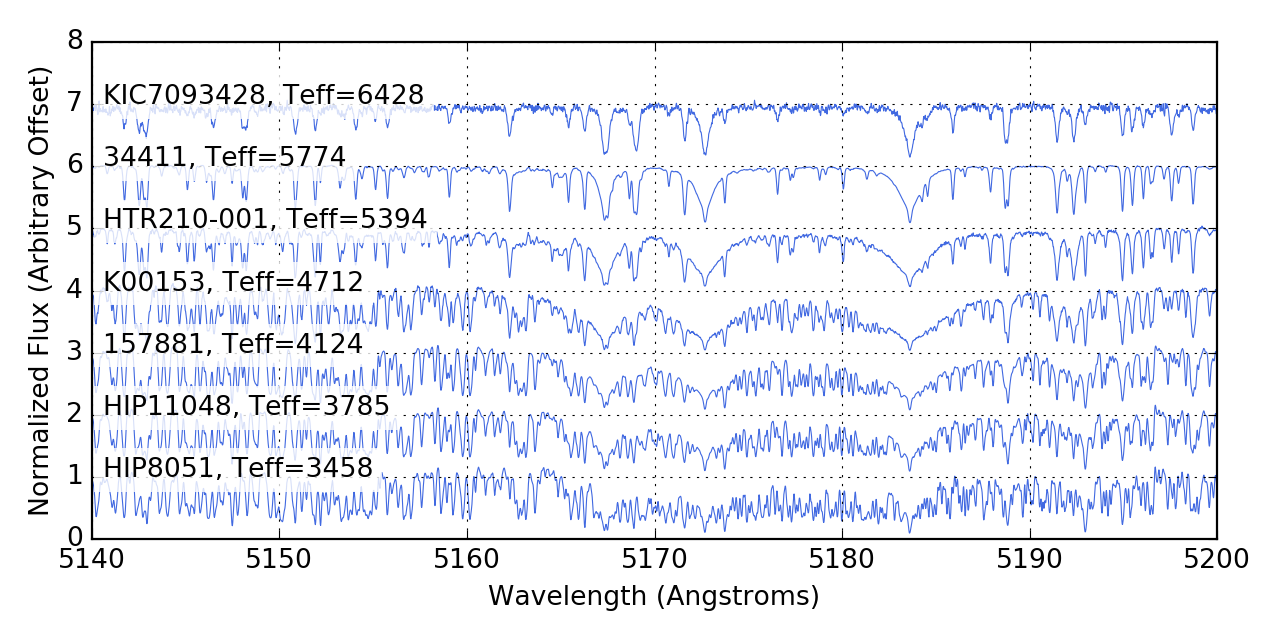 8
7
6
5
4
3
2
1
0
Normalized Flux (Arbitrary Offset)
KIC7093428, Teff=6428
34411, Teff=5774
HTR210-001, Teff=5394
K00153, Teff=4712
157881, Teff=4124
HIP11048, Teff=3785
HIP8051, Teff=3458
5140 5150 5160 5170 5180 5190 5200
Wavelength (Angstroms)